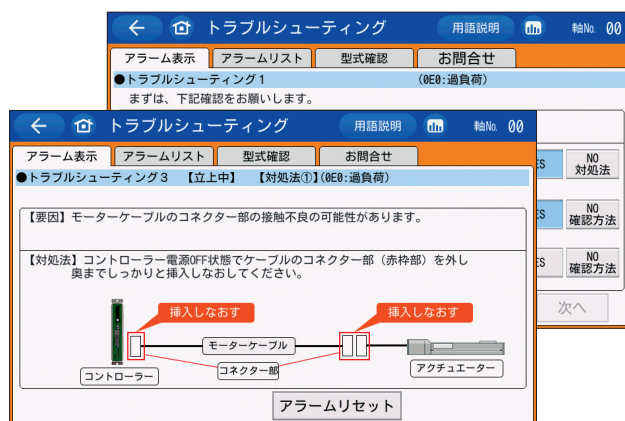 トラブルシューティング 用語説明 軸No. 00
アラーム表示 アラームリスト 型式確認 お問合せ
●トラブルシューティング1 (0E0:過負荷)
まずは、下記確認をお願いします。
ES NO 対処法
ES NO 確認方法
ES NO 確認方法
次へ
トラブルシューティング 用語説明 軸No. 00
アラーム表示 アラームリスト 型式確認 お問合せ
●トラブルシューティング3 【立上中】 【対処法①】(0E0:過負荷)
【要因】モーターケーブルのコネクター部の接触不良の可能性があります。
【対処法】コントローラー電源OFF状態でケーブルのコネクター部(赤枠部)を外し
奥までしっかりと挿入しなおしてください。
挿入しなおす 挿入しなおす
モーターケーブル
コントローラー コネクター部 アクチュエーター
アラームリセット